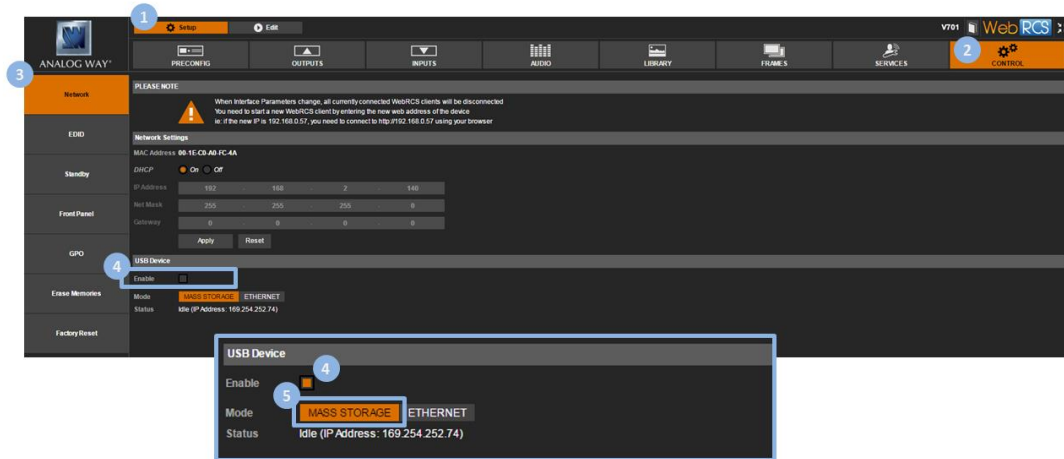 1
Setup
Edit
V701
Web RCS
ANALOG WAY®
PRECONFIG
OUTPUTS
INPUTS
AUDIO
LIBRARY
FRAMES
SERVICES
2
CONTROL
3
Network
EDID
Standby
Front Panel
GPO
Erase Memories
Factory Reset
PLEASE NOTE
When Interface Parameters change, all currently connected WebRCS clients will be disconnected
You need to start a new WebRCS client by entering the new web address of the device
ie: if the new IP is 192.168.0.57, you need to connect to http://192.168.0.57 using your browser
Network Settings
MAC Address 00-1E-C0-A0-FC-4A
DHCP On Off
IP Address 192 . 168 . 2 . 140
Net Mask 255 . 255 . 255 . 0
Gateway 0 . 0 . 0 . 0
Apply Reset
USB Device
4
Enable
Mode MASS STORAGE ETHERNET
Status Idle (IP Address: 169.254.252.74)
USB Device
4
Enable
5
Mode MASS STORAGE ETHERNET
Status Idle (IP Address: 169.254.252.74)